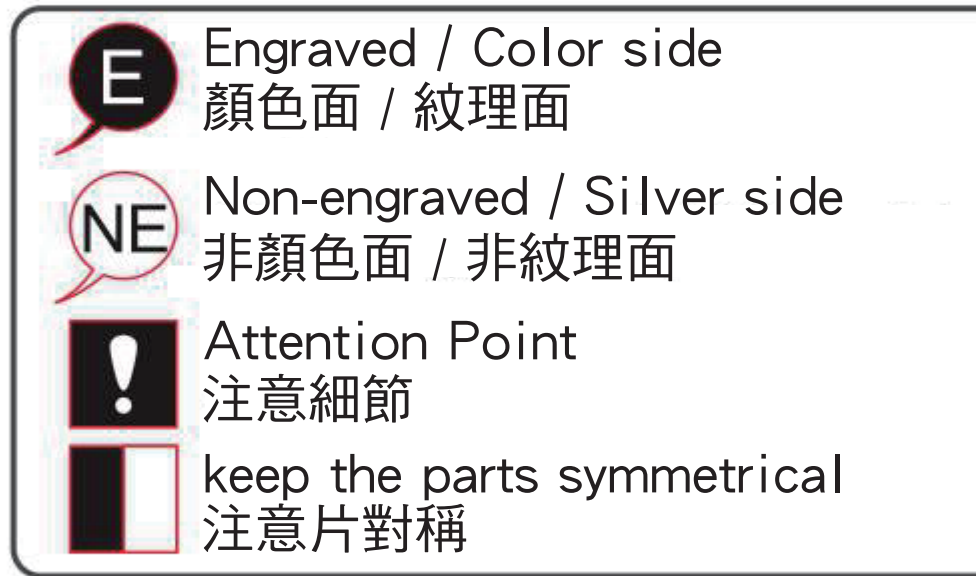 E
Engraved / Color side
顏色面 / 紋理面
NE
Non-engraved / Silver side
非顏色面 / 非紋理面
!
Attention Point
注意細節
keep the parts symmetrical
注意片對稱